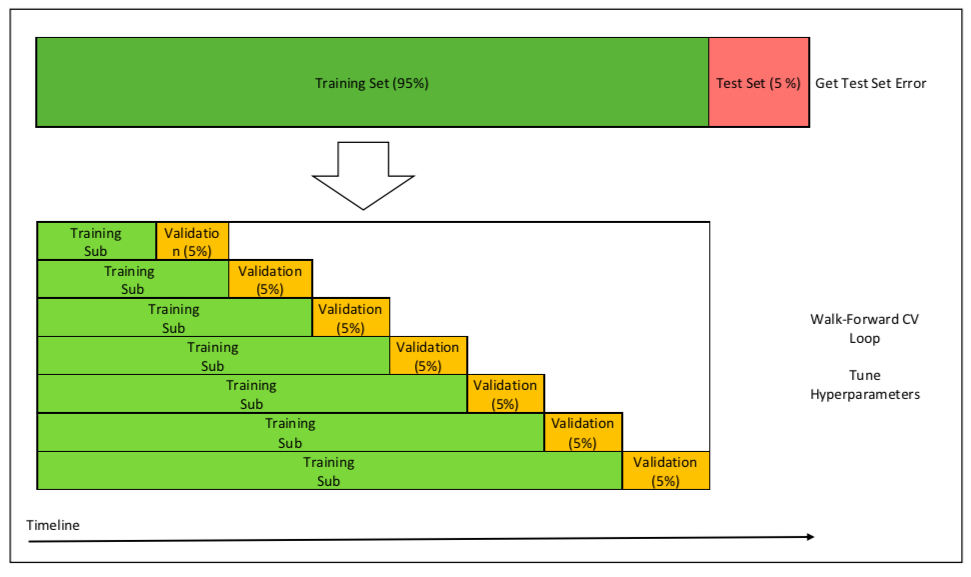 Training Set (95%)
Test Set (5 %)
Get Test Set Error
Training
Sub
Validatio
n (5%)
Training
Sub
Validation
(5%)
Training
Sub
Validation
(5%)
Training
Sub
Validation
(5%)
Training
Sub
Validation
(5%)
Training
Sub
Validation
(5%)
Training
Sub
Validation
(5%)
Walk-Forward CV
Loop
Tune
Hyperparameters
Timeline